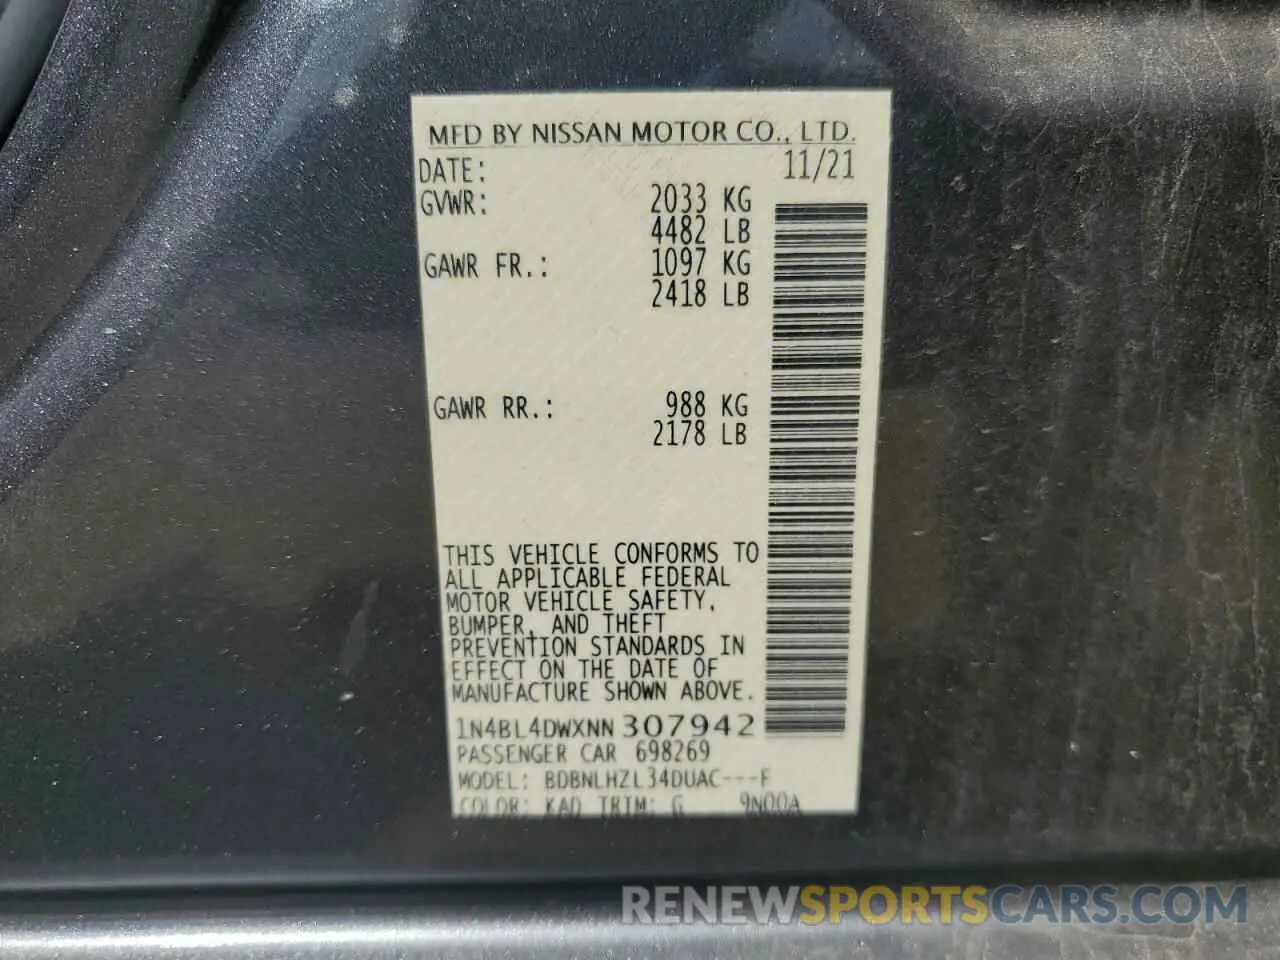 MFD BY NISSAN MOTOR CO., LTD.
DATE: 11/21
GVWR: 2033 KG
4482 LB
GAWR FR.: 1097 KG
2418 LB
GAWR RR.: 988 KG
2178 LB
THIS VEHICLE CONFORMS TO
ALL APPLICABLE FEDERAL
MOTOR VEHICLE SAFETY,
BUMPER, AND THEFT
PREVENTION STANDARDS IN
EFFECT ON THE DATE OF
MANUFACTURE SHOWN ABOVE.
1N4BL4DWXNN307942
PASSENGER CAR 698269
MODEL: BDBNLHZL34DUAC---F
COLOR: KAD TRIM: G 9N00A
RENEWSPORTSCARS.COM